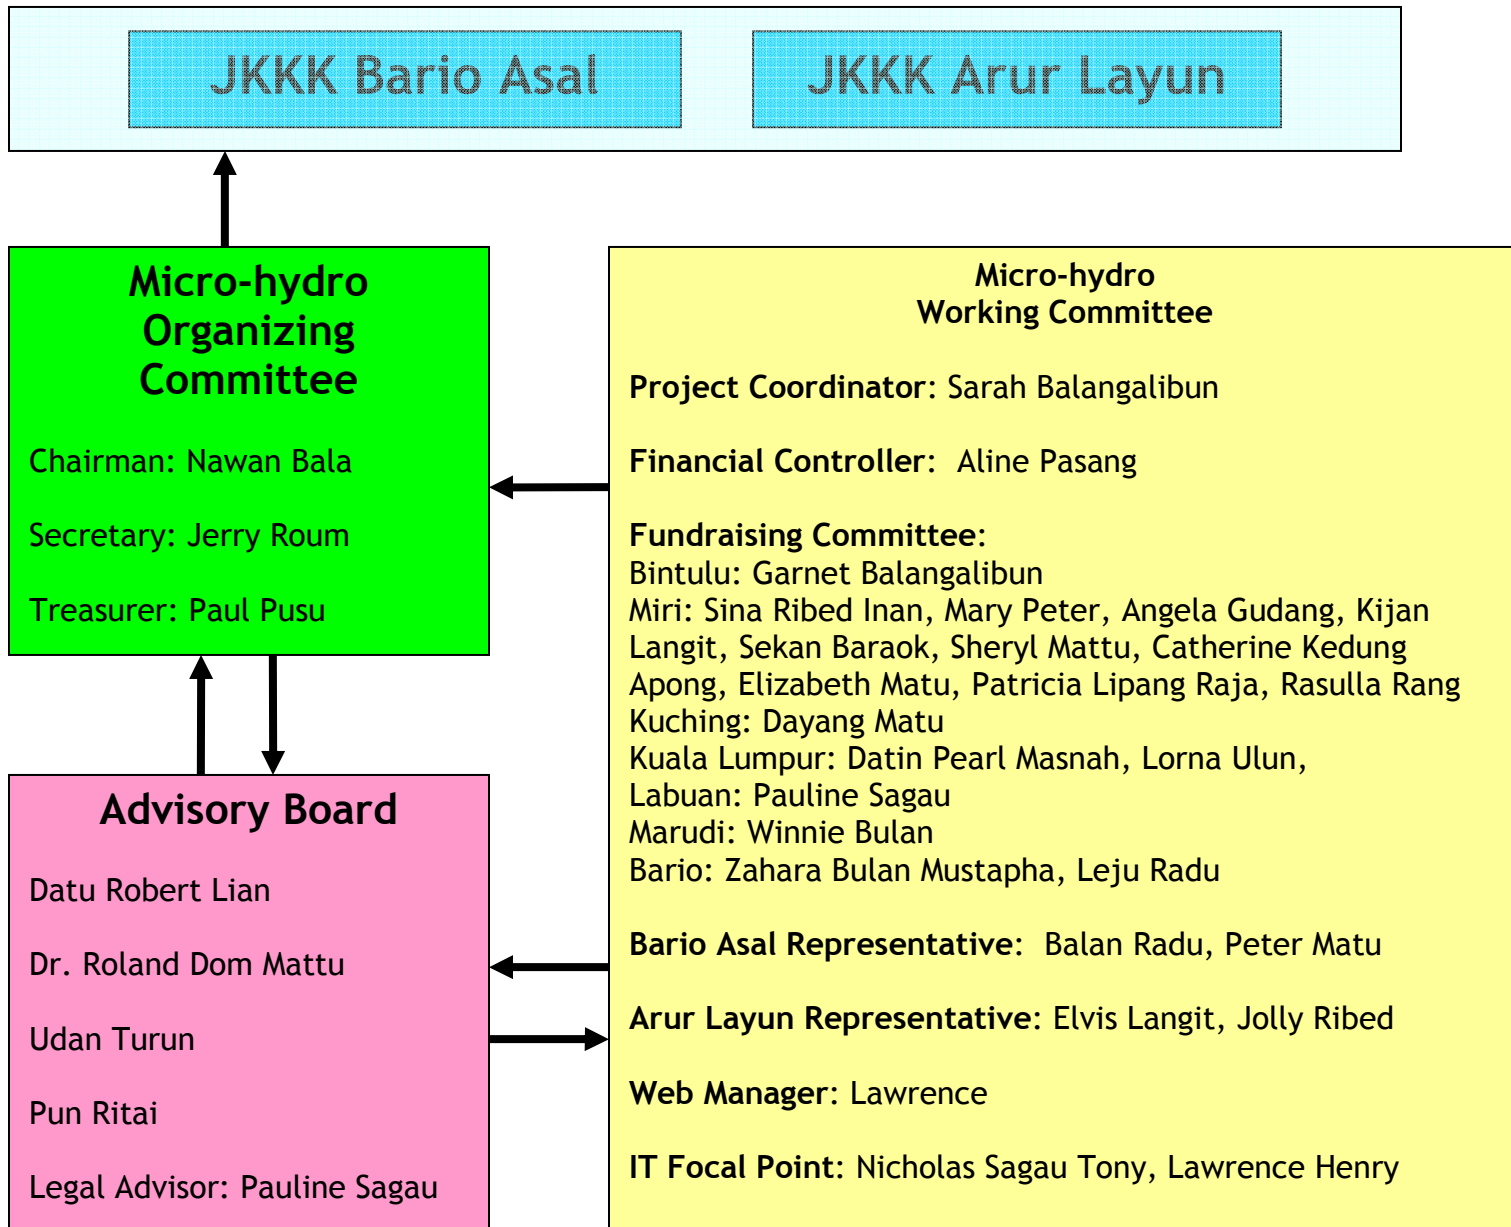 JKKK Bario Asal
JKKK Arur Layun
Micro-hydro
Organizing
Committee
Chairman: Nawan Bala
Secretary: Jerry Roum
Treasurer: Paul Pusu
Advisory Board
Datu Robert Lian
Dr. Roland Dom Mattu
Udan Turun
Pun Ritai
Legal Advisor: Pauline Sagau
Micro-hydro
Working Committee
Project Coordinator: Sarah Balangalibun
Financial Controller:  Aline Pasang
Fundraising Committee:
Bintulu: Garnet Balangalibun
Miri: Sina Ribed Inan, Mary Peter, Angela Gudang, Kijan
Langit, Sekan Baraok, Sheryl Mattu, Catherine Kedung
Apong, Elizabeth Matu, Patricia Lipang Raja, Rasulla Rang
Kuching: Dayang Matu
Kuala Lumpur: Datin Pearl Masnah, Lorna Ulun,
Labuan: Pauline Sagau
Marudi: Winnie Bulan
Bario: Zahara Bulan Mustapha, Leju Radu
Bario Asal Representative:  Balan Radu, Peter Matu
Arur Layun Representative: Elvis Langit, Jolly Ribed
Web Manager: Lawrence
IT Focal Point: Nicholas Sagau Tony, Lawrence Henry